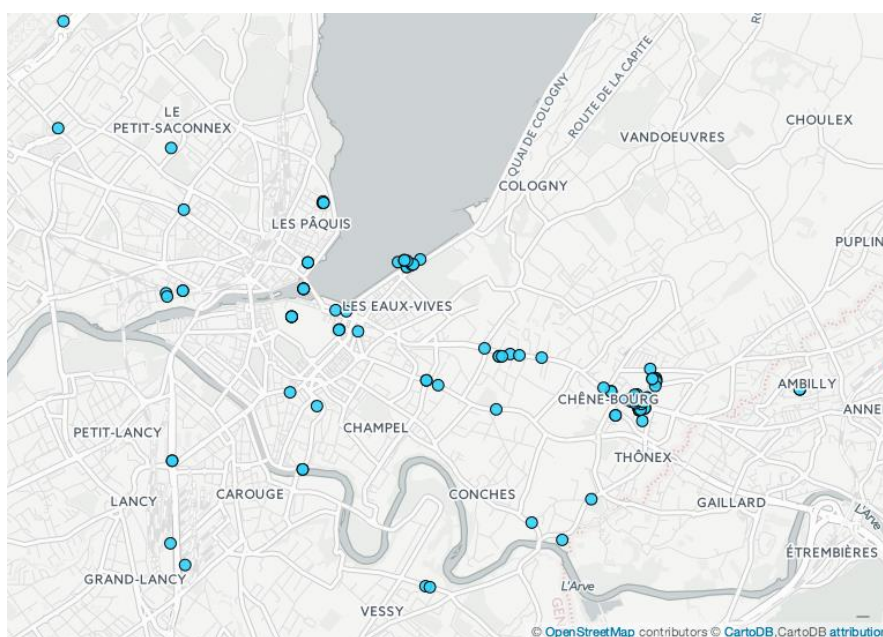 LE
PETIT-SACONNEX
LES PÂQUIS
QUAI DE COLOGNY
ROUTE DE LA CAPITE
CHOULEX
VANDOEUVRES
COLOGNY
PUPLIN
LES EAUX-VIVES
CHÊNE-BOURG
AMBILLY
ANNE
PETIT-LANCY
CHAMPEL
THÔNEX
LANCY
CAROUGE
CONCHES
GAILLARD
L'Arve
ÉTREMBIÈRES
GRAND-LANCY
L'Arve
GEN
VESSY
© OpenStreetMap contributors © CartoDB,CartoDB attribution